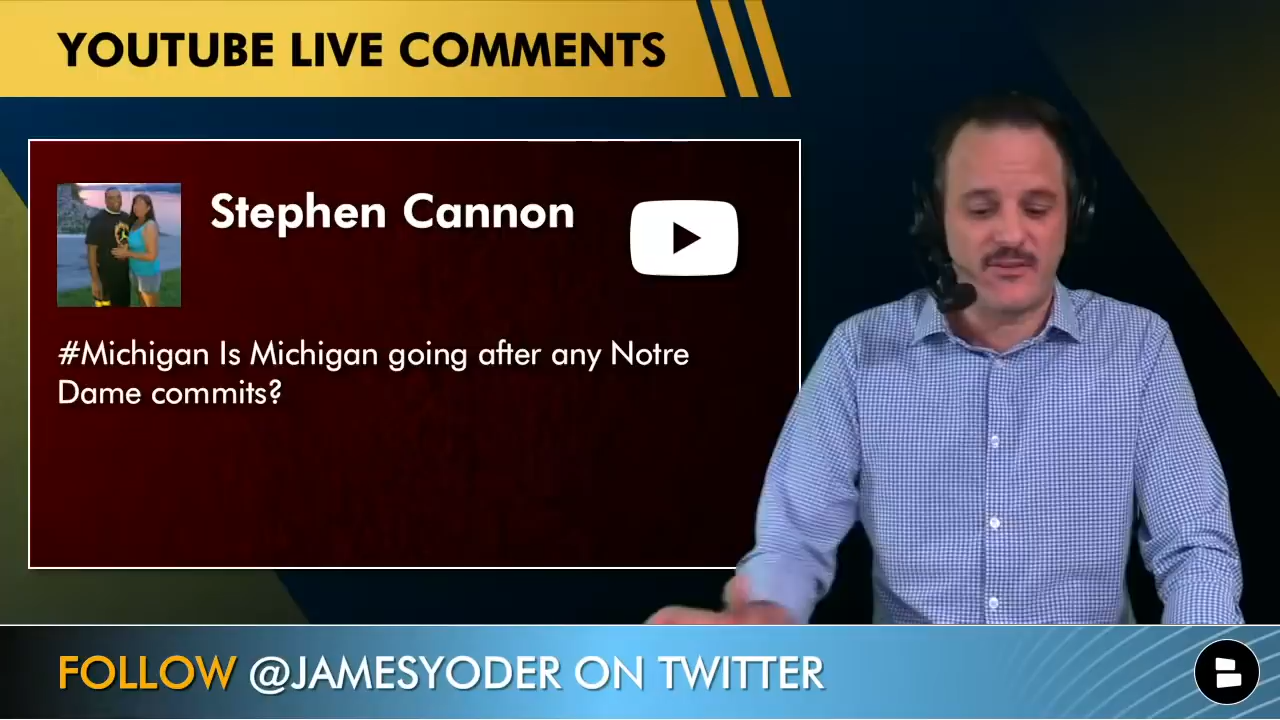 YOUTUBE LIVE COMMENTS
Stephen Cannon
#Michigan Is Michigan going after any Notre
Dame commits?
FOLLOW @JAMESYODER ON TWITTER